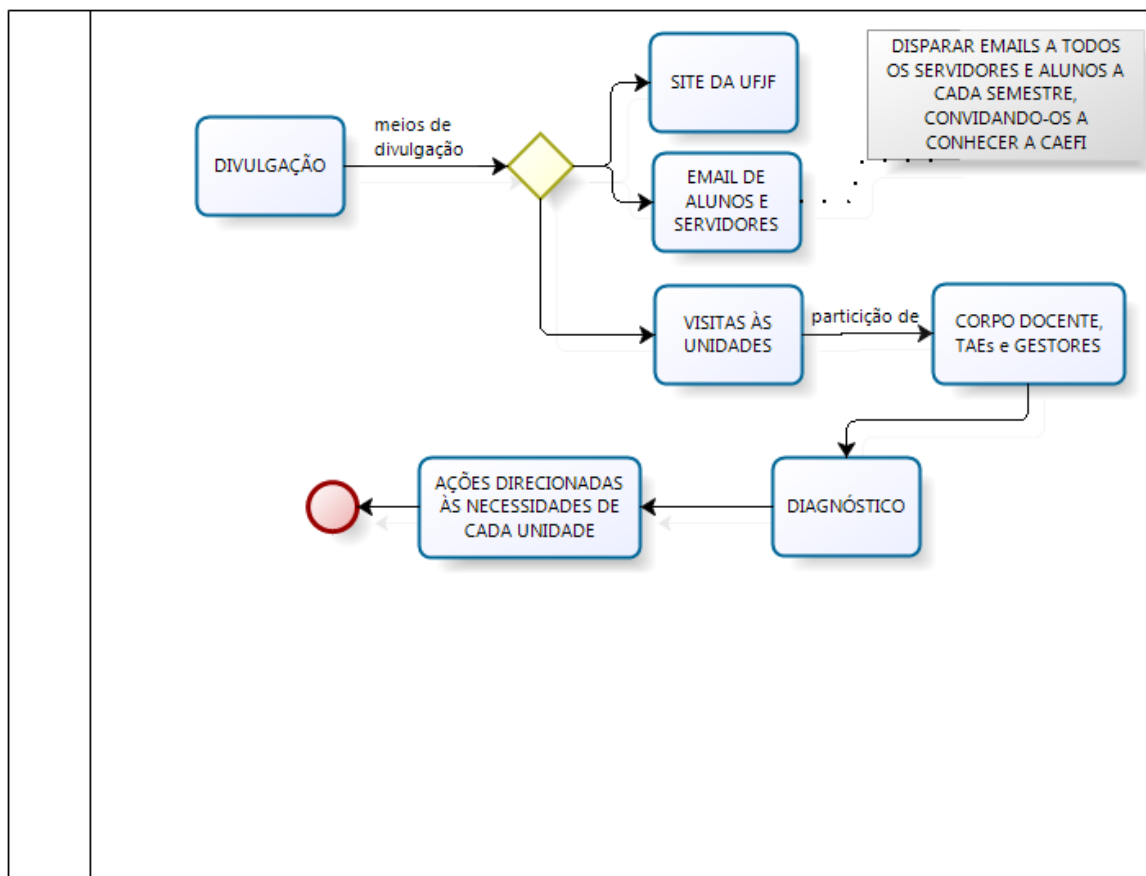 DIVULGAÇÃO
meios de
divulgação
SITE DA UFJF
EMAIL DE
ALUNOS E
SERVIDORES
DISPARAR EMAILS A TODOS
OS SERVIDORES E ALUNOS A
CADA SEMESTRE,
CONVIDANDO-OS A
CONHECER A CAEFI
VISITAS ÀS
UNIDADES
partición de
CORPO DOCENTE,
TAEs e GESTORES
DIAGNÓSTICO
AÇÕES DIRECIONADAS
ÀS NECESSIDADES DE
CADA UNIDADE